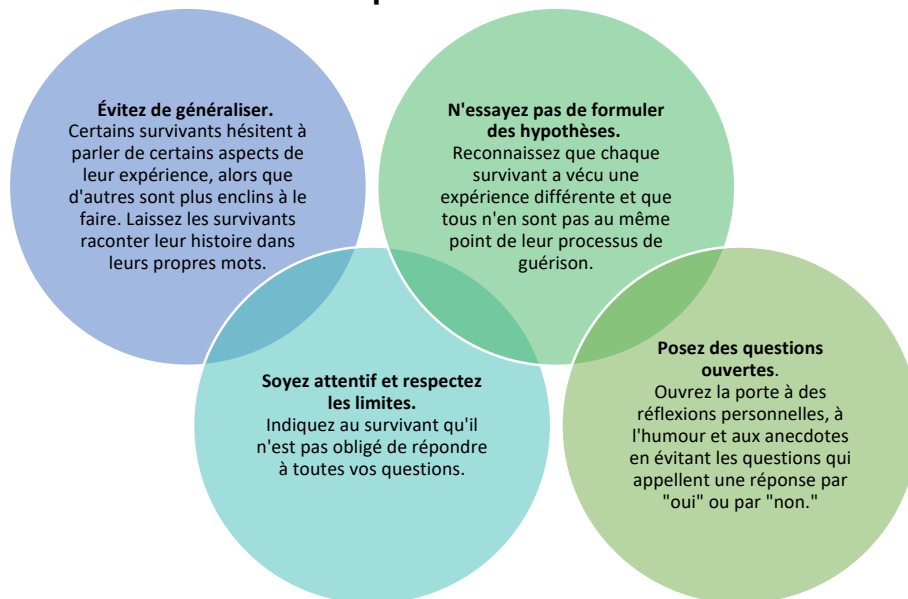 Évitez de généraliser.
Certains survivants hésitent à
parler de certains aspects de
leur expérience, alors que
d'autres sont plus enclins à le
faire. Laissez les survivants
raconter leur histoire dans
leurs propres mots.
N'essayez pas de formuler
des hypothèses.
Reconnaissez que chaque
survivant a vécu une
expérience différente et que
tous n'en sont pas au même
point de leur processus de
guérison.
Soyez attentif et respectez
les limites.
Indiquez au survivant qu'il
n'est pas obligé de répondre
à toutes vos questions.
Posez des questions
ouvertes.
Ouvrez la porte à des
réflexions personnelles, à
l'humour et aux anecdotes
en évitant les questions qui
appellent une réponse par
"oui" ou par "non."